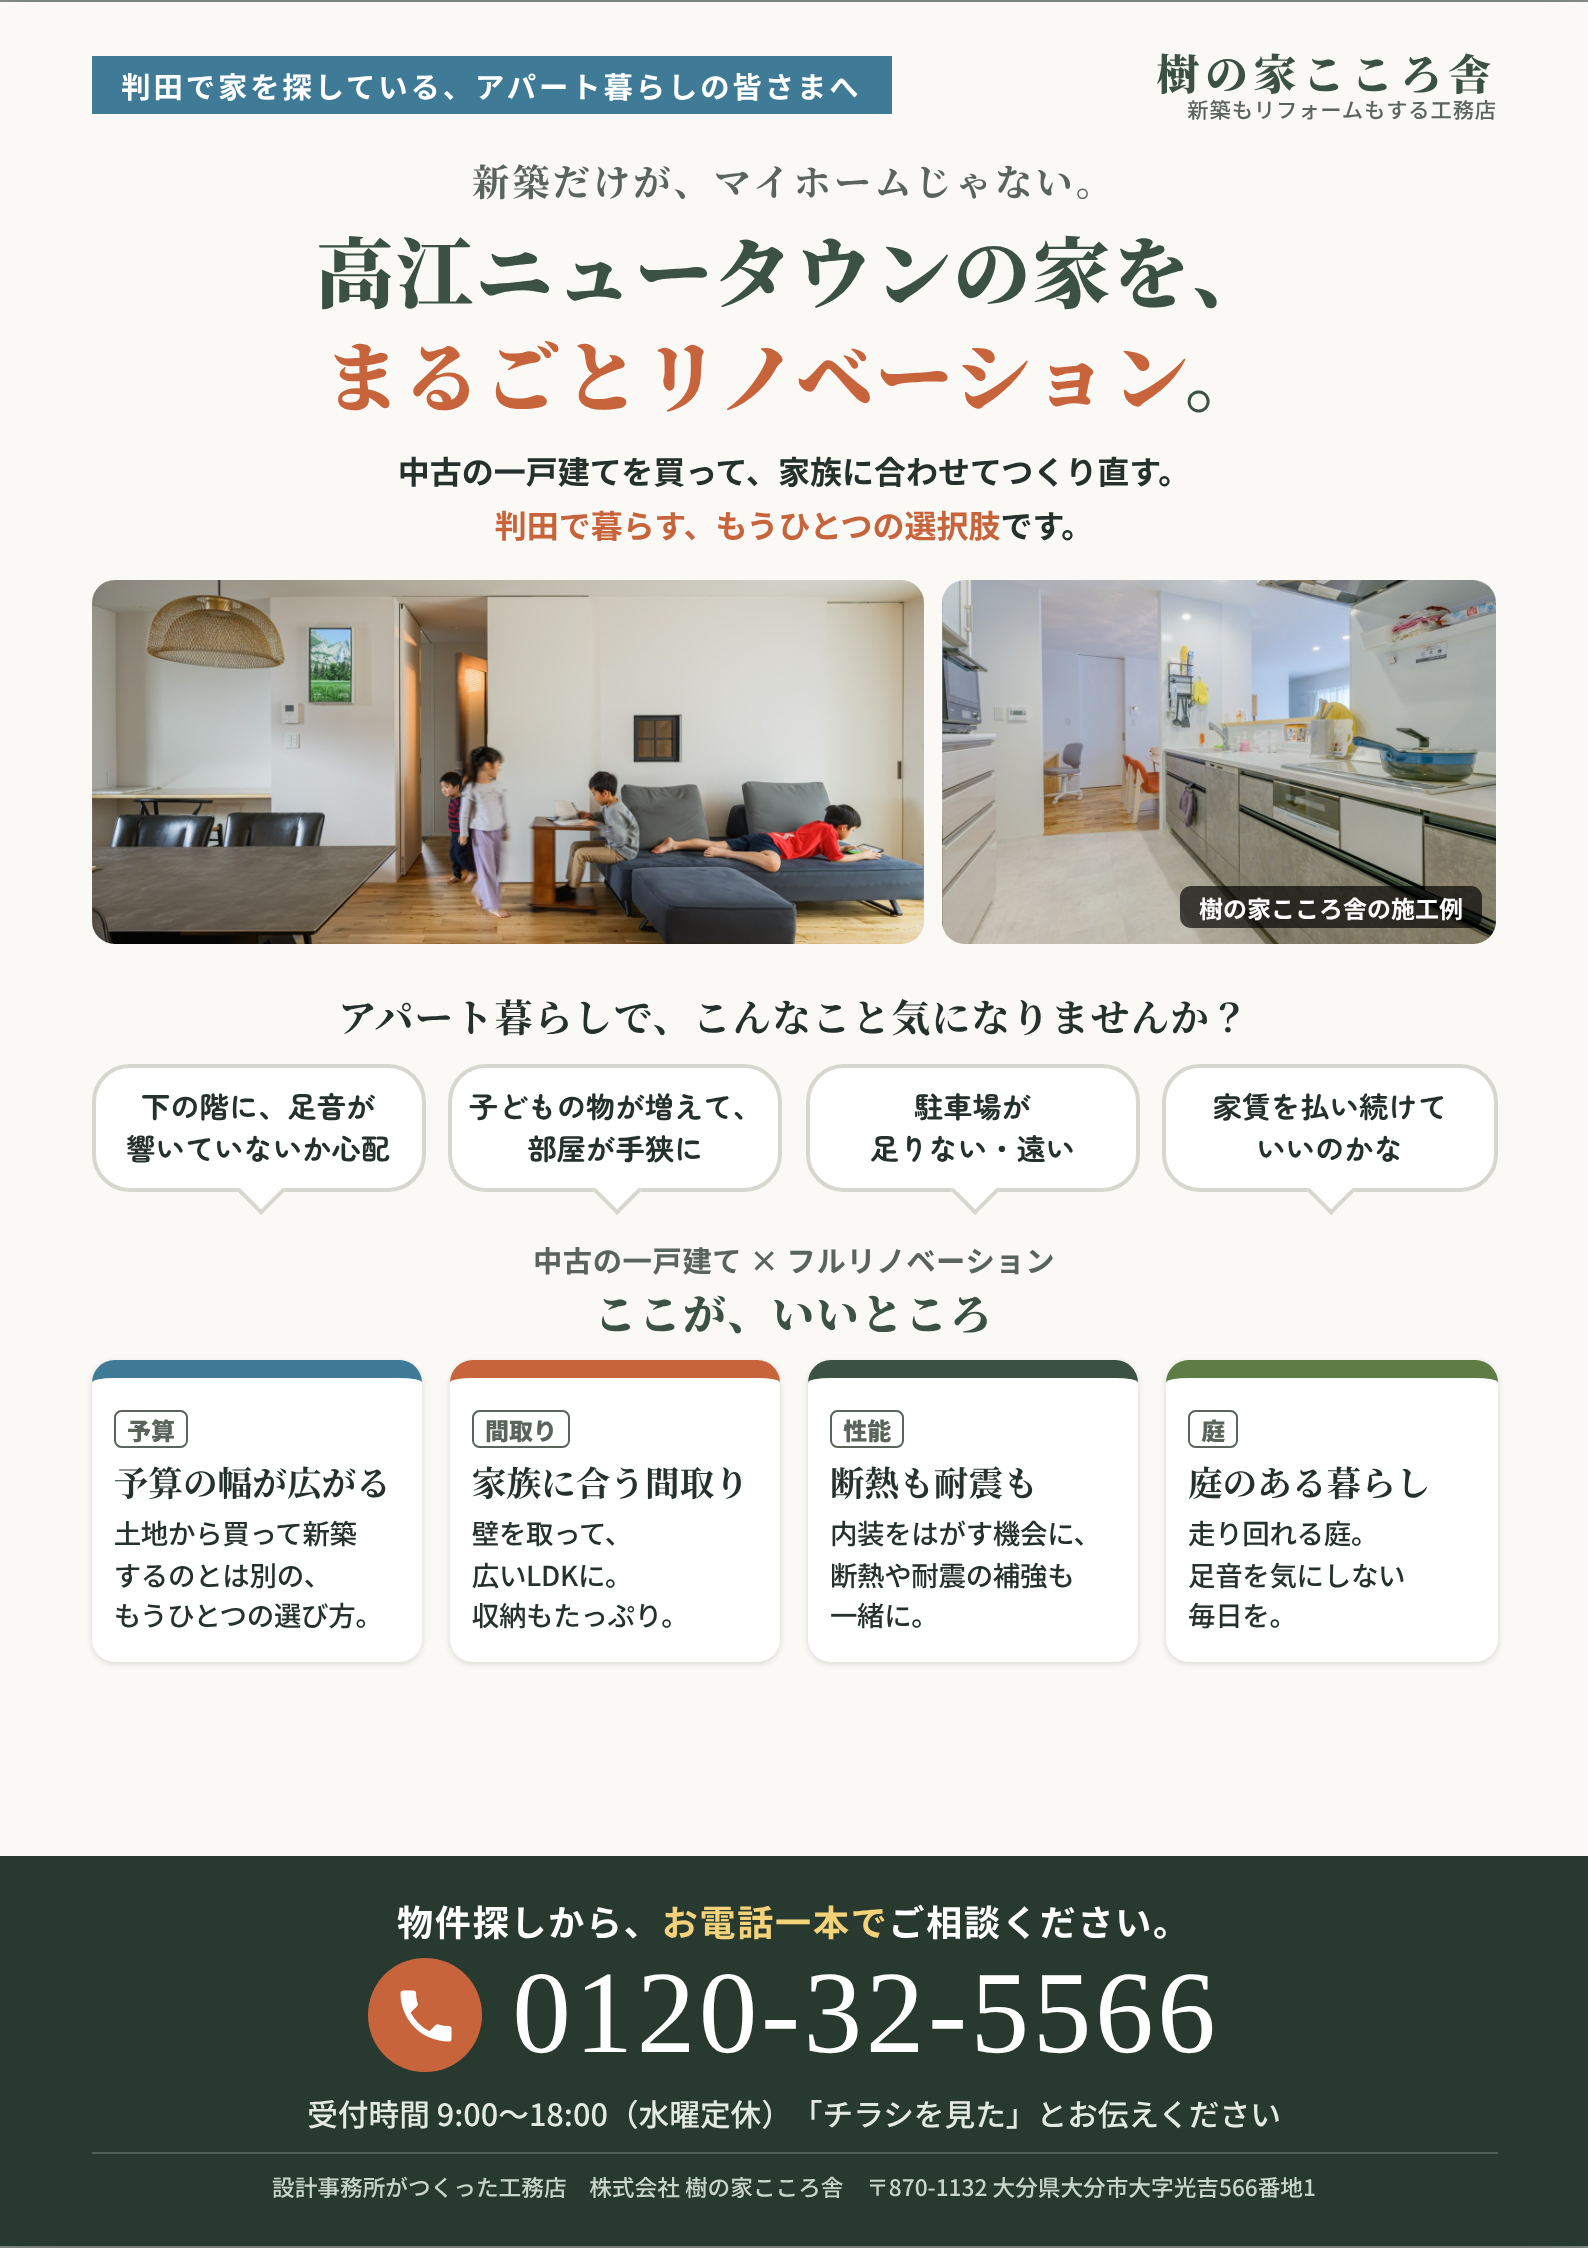 判田で家を探している、アパート暮らしの皆さまへ
樹の家こころ舎
新築もリフォームもする工務店
新築だけが、マイホームじゃない。
高江ニュータウンの家を、
まるごとリノベーション。
中古の一戸建てを買って、家族に合わせてつくり直す。
判田で暮らす、もうひとつの選択肢です。
樹の家こころ舎の施工例
アパート暮らしで、こんなこと気になりませんか？
下の階に、足音が
響いていないか心配
子どもの物が増えて、
部屋が手狭に
駐車場が
足りない・遠い
家賃を払い続けて
いいのかな
中古の一戸建て × フルリノベーション
ここが、いいところ
予算
予算の幅が広がる
土地から買って新築
するのとは別の、
もうひとつの選び方。
間取り
家族に合う間取り
壁を取って、
広いLDKに。
収納もたっぷり。
性能
断熱も耐震も
内装をはがす機会に、
断熱や耐震の補強も
一緒に。
庭
庭のある暮らし
走り回れる庭。
足音を気にしない
毎日を。
物件探しから、お電話一本でご相談ください。
0120-32-5566
受付時間 9:00〜18:00（水曜定休）「チラシを見た」とお伝えください
設計事務所がつくった工務店　株式会社 樹の家こころ舎　〒870-1132 大分県大分市大字光吉566番地1